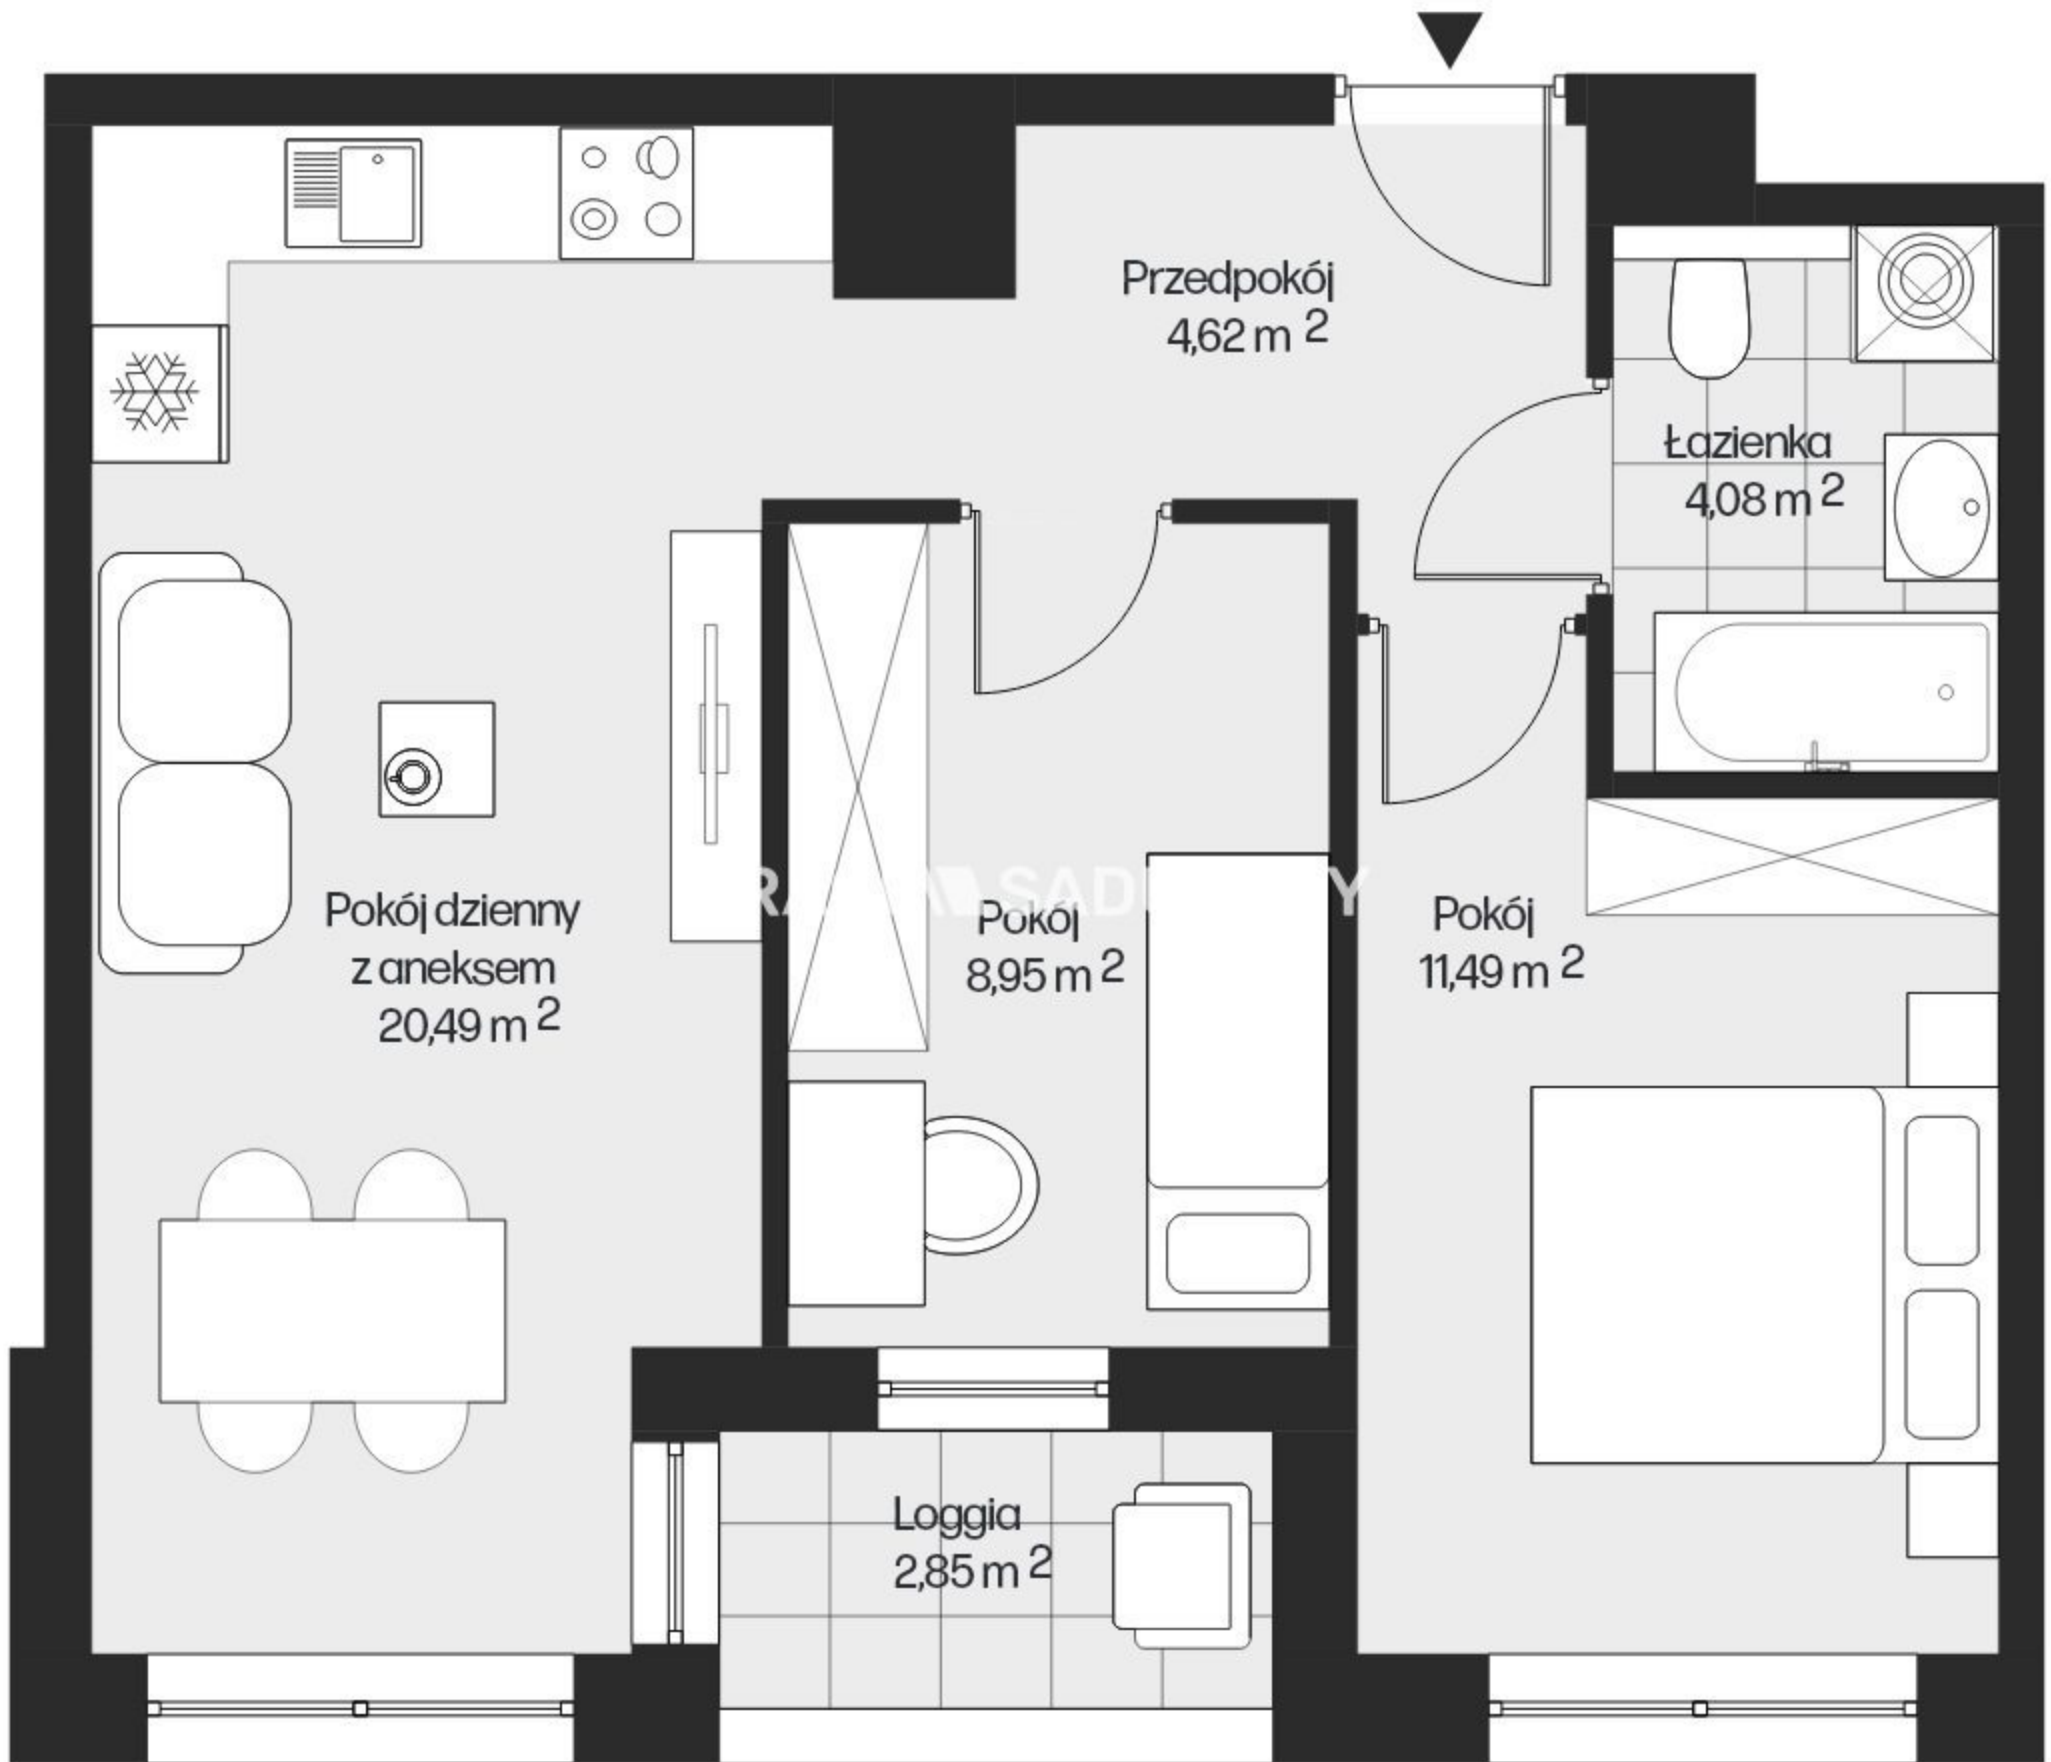 Przedpokój
4,62 m 2
Łazienka
4,08 m 2
Pokój dzienny
z aneksem
20,49 m 2
Pokój
8,95 m 2
Pokój
11,49 m 2
Loggia
2,85 m 2